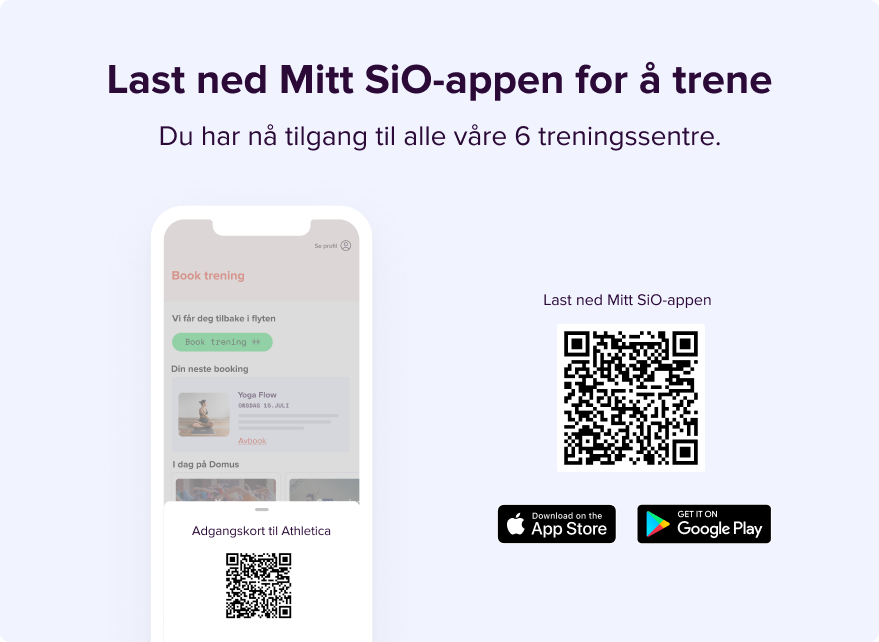 Last ned Mitt SiO-appen for å trene
Du har nå tilgang til alle våre 6 treningssentre.
Se profil
Book trening
Vi får deg tilbake i flyten
Book trening →
Din neste booking
Yoga Flow
ONSDAG 15.JULI
Avbook
I dag på Domus
Adgangskort til Athletica
Last ned Mitt SiO-appen
Download on the
App Store
GET IT ON
Google Play